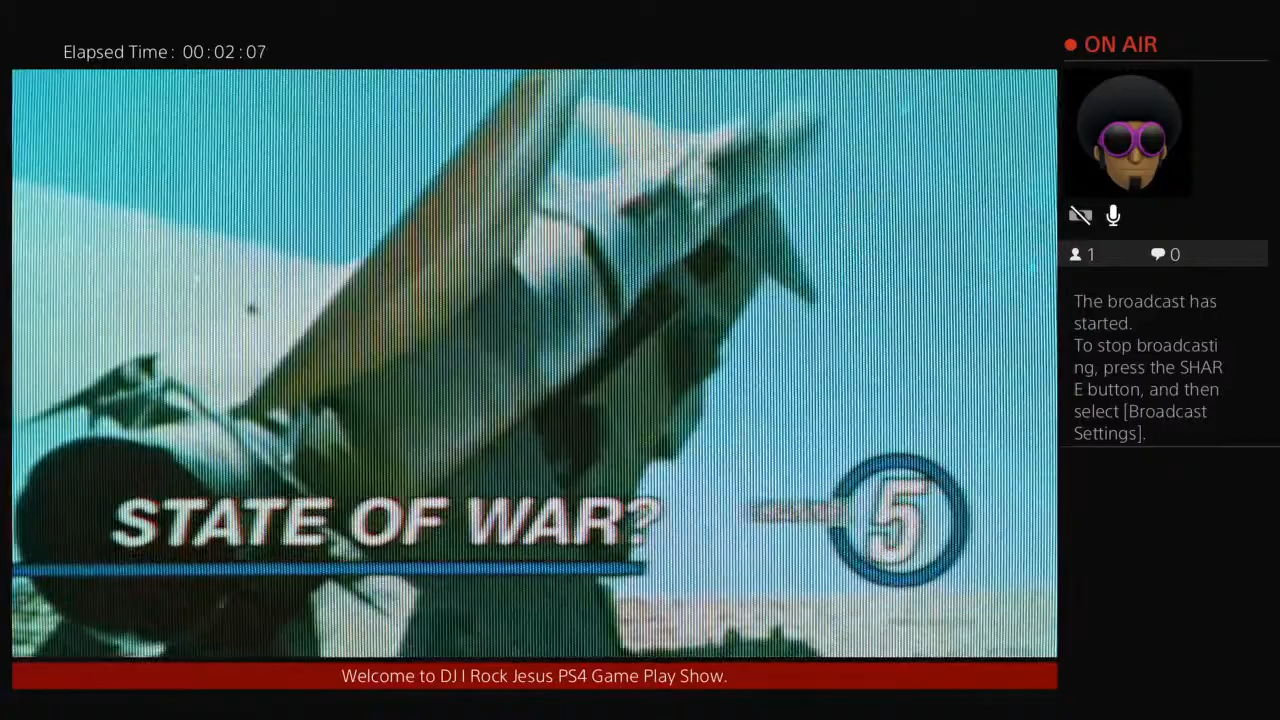 Elapsed Time: 00:02:07
ON AIR
1
0
The broadcast has
started.
To stop broadcasti
ng, press the SHAR
E button, and then
select [Broadcast
Settings].
STATE OF WAR?
5
Welcome to DJ I Rock Jesus PS4 Game Play Show.